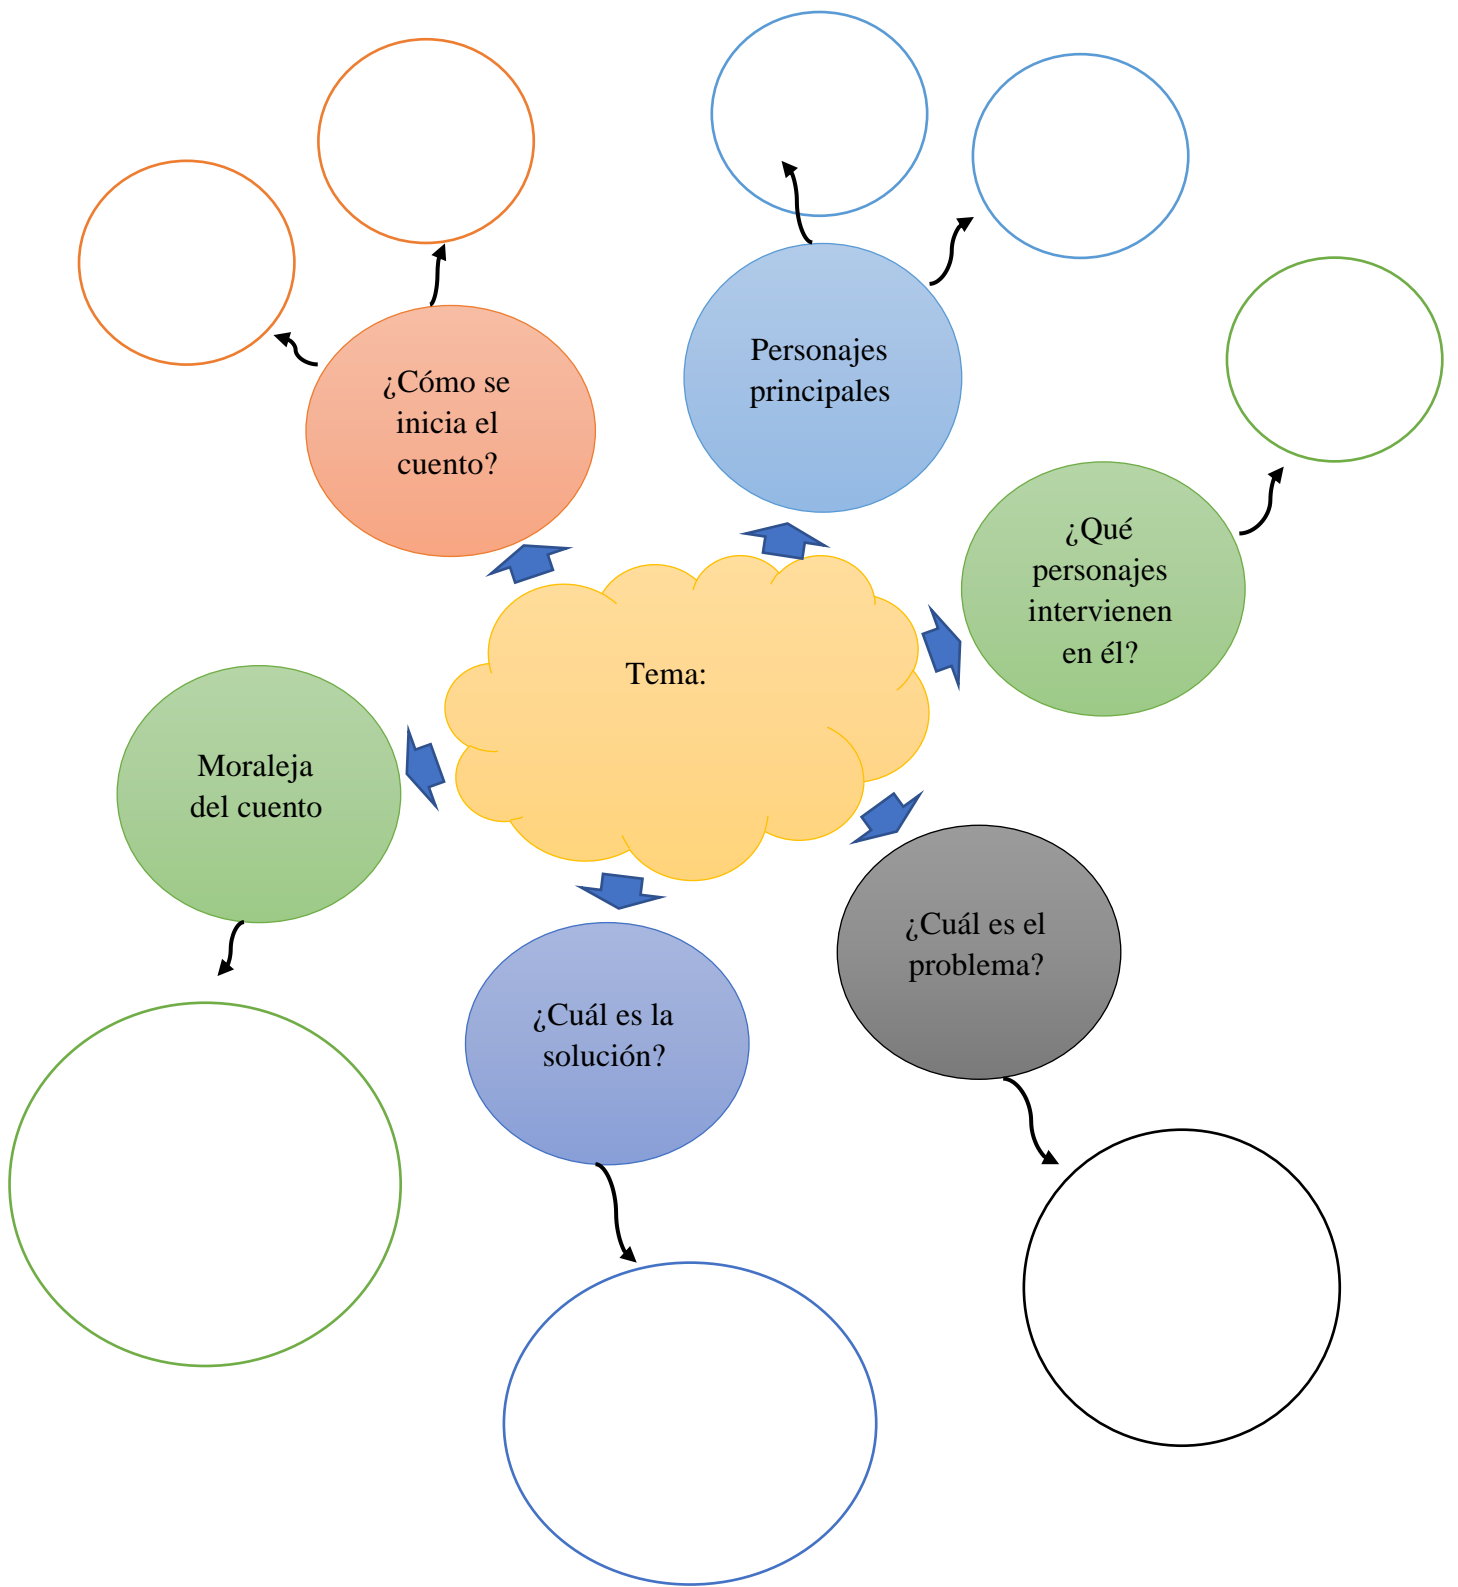 ¿Cómo se
inicia el
cuento?
Personajes
principales
¿Qué
personajes
intervienen
en él?
Tema:
Moraleja
del cuento
¿Cuál es la
solución?
¿Cuál es el
problema?